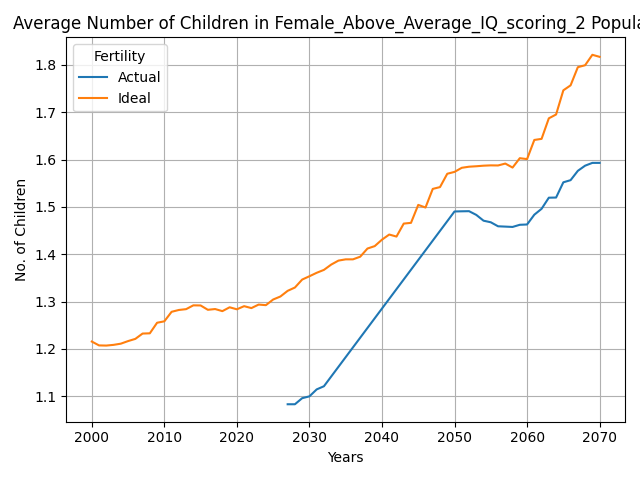 Average Number of Children in Female_Above_Average_IQ_scoring_2 Popula
Fertility
Actual
Ideal
No. of Children
1.8
1.7
1.6
1.5
1.4
1.3
1.2
1.1
2000 2010 2020 2030 2040 2050 2060 2070
Years